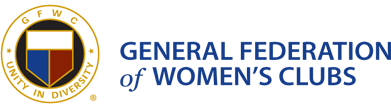 GFWC
UNITY IN DIVERSITY
®
GENERAL FEDERATION
of WOMEN'S CLUBS